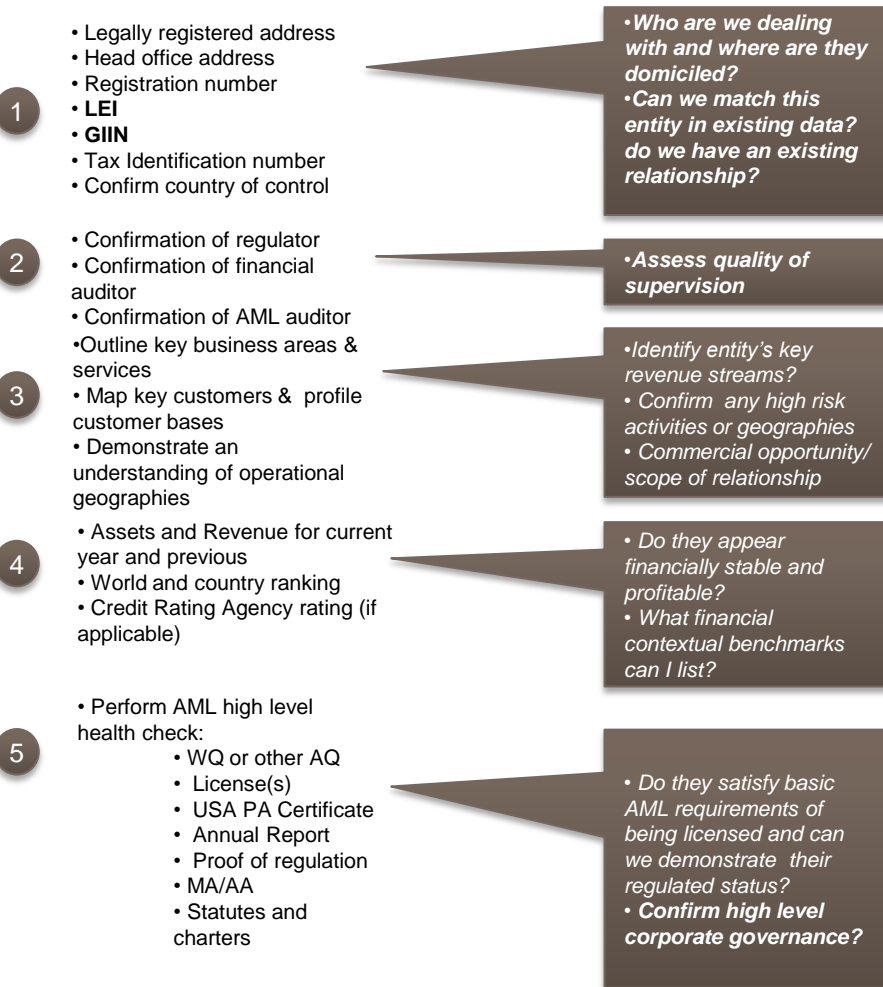 1
• Legally registered address
• Head office address
• Registration number
• LEI
• GIIN
• Tax Identification number
• Confirm country of control
•Who are we dealing
with and where are they
domiciled?
•Can we match this
entity in existing data?
do we have an existing
relationship?
2
• Confirmation of regulator
• Confirmation of financial
auditor
• Confirmation of AML auditor
•Assess quality of
supervision
3
•Outline key business areas &
services
• Map key customers & profile
customer bases
• Demonstrate an
understanding of operational
geographies
•Identify entity's key
revenue streams?
• Confirm any high risk
activities or geographies
• Commercial opportunity/
scope of relationship
4
• Assets and Revenue for current
year and previous
• World and country ranking
• Credit Rating Agency rating (if
applicable)
• Do they appear
financially stable and
profitable?
• What financial
contextual benchmarks
can I list?
5
• Perform AML high level
health check:
• WQ or other AQ
• License(s)
• USA PA Certificate
• Annual Report
• Proof of regulation
• MA/AA
• Statutes and
charters
• Do they satisfy basic
AML requirements of
being licensed and can
we demonstrate their
regulated status?
• Confirm high level
corporate governance?